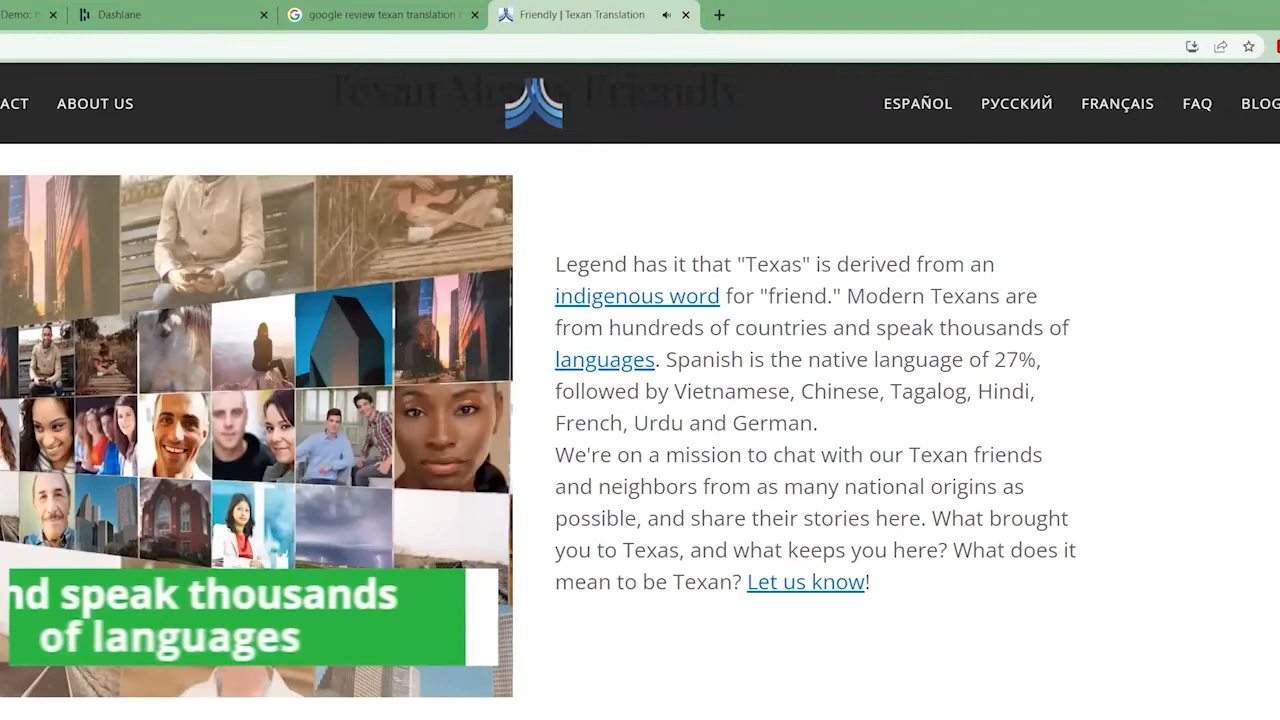 Demo:
Dashlane
google review texan translation
Friendly | Texan Translation
Texan Means Friendly
ACT
ABOUT US
ESPAÑOL
РУССКИЙ
FRANÇAIS
FAQ
BLOG
Legend has it that "Texas" is derived from an
indigenous word for "friend." Modern Texans are
from hundreds of countries and speak thousands of
languages. Spanish is the native language of 27%,
followed by Vietnamese, Chinese, Tagalog, Hindi,
French, Urdu and German.
We're on a mission to chat with our Texan friends
and neighbors from as many national origins as
possible, and share their stories here. What brought
you to Texas, and what keeps you here? What does it
mean to be Texan? Let us know!
nd speak thousands
of languages